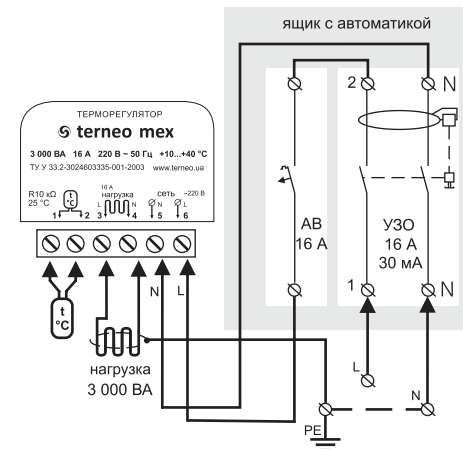 ящик с автоматикой
2
N
ТЕРМОРЕГУЛЯТОР
terneo mex
3 000 ВА 16 А 220 В ~ 50 Гц +10...+40 °C
ТУ У 33.2-3024603335-001-2003 www.terneo.ua
R10 кΩ
25 °C
t
°C
16 А
нагрузка
сеть ~220 В
L N N L
1 2 3 4 5 6
АВ
16 А
УЗО
16 А
30 мА
1
N
N
L
t
°C
нагрузка
3 000 ВА
L
N
PE